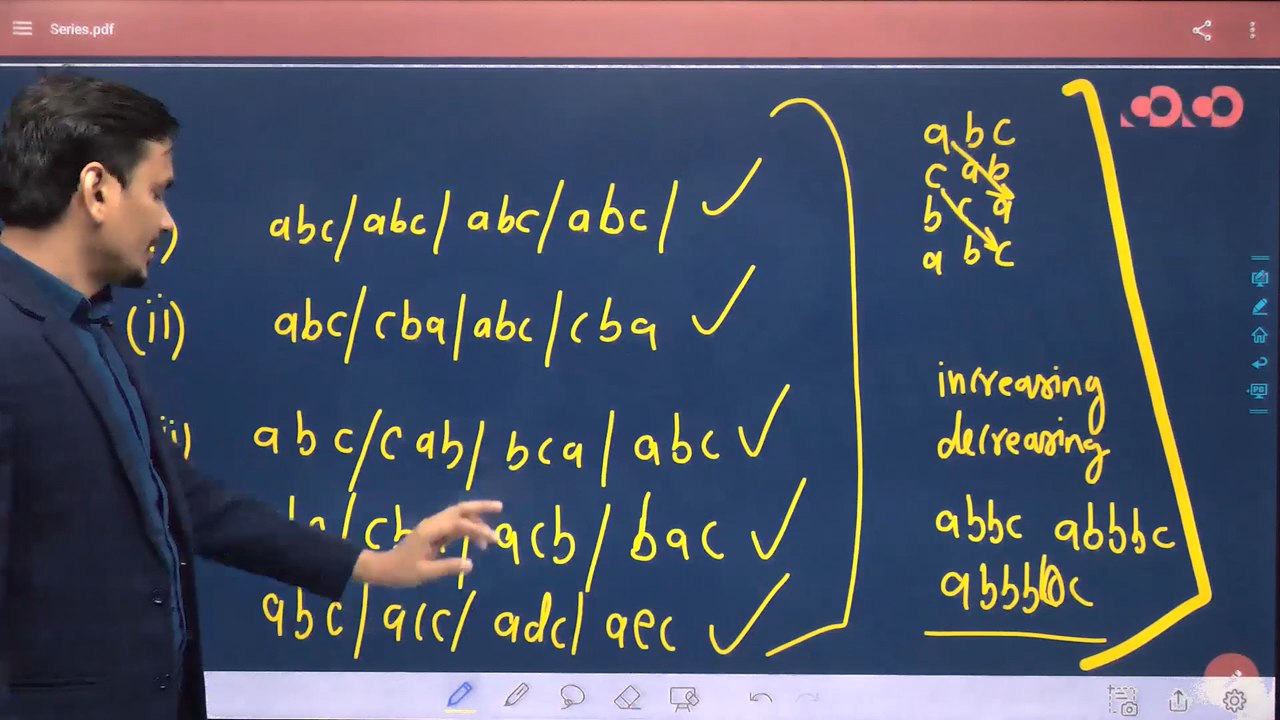 Series.pdf
abc/abc/abc/abc/
(ii) abc/cba/abc/cba
abc/cab/bca/abc
acb/bac
abc/acc/adc/aec
abc
cab
bca
abc
increasing
decreasing
abbc abbbc